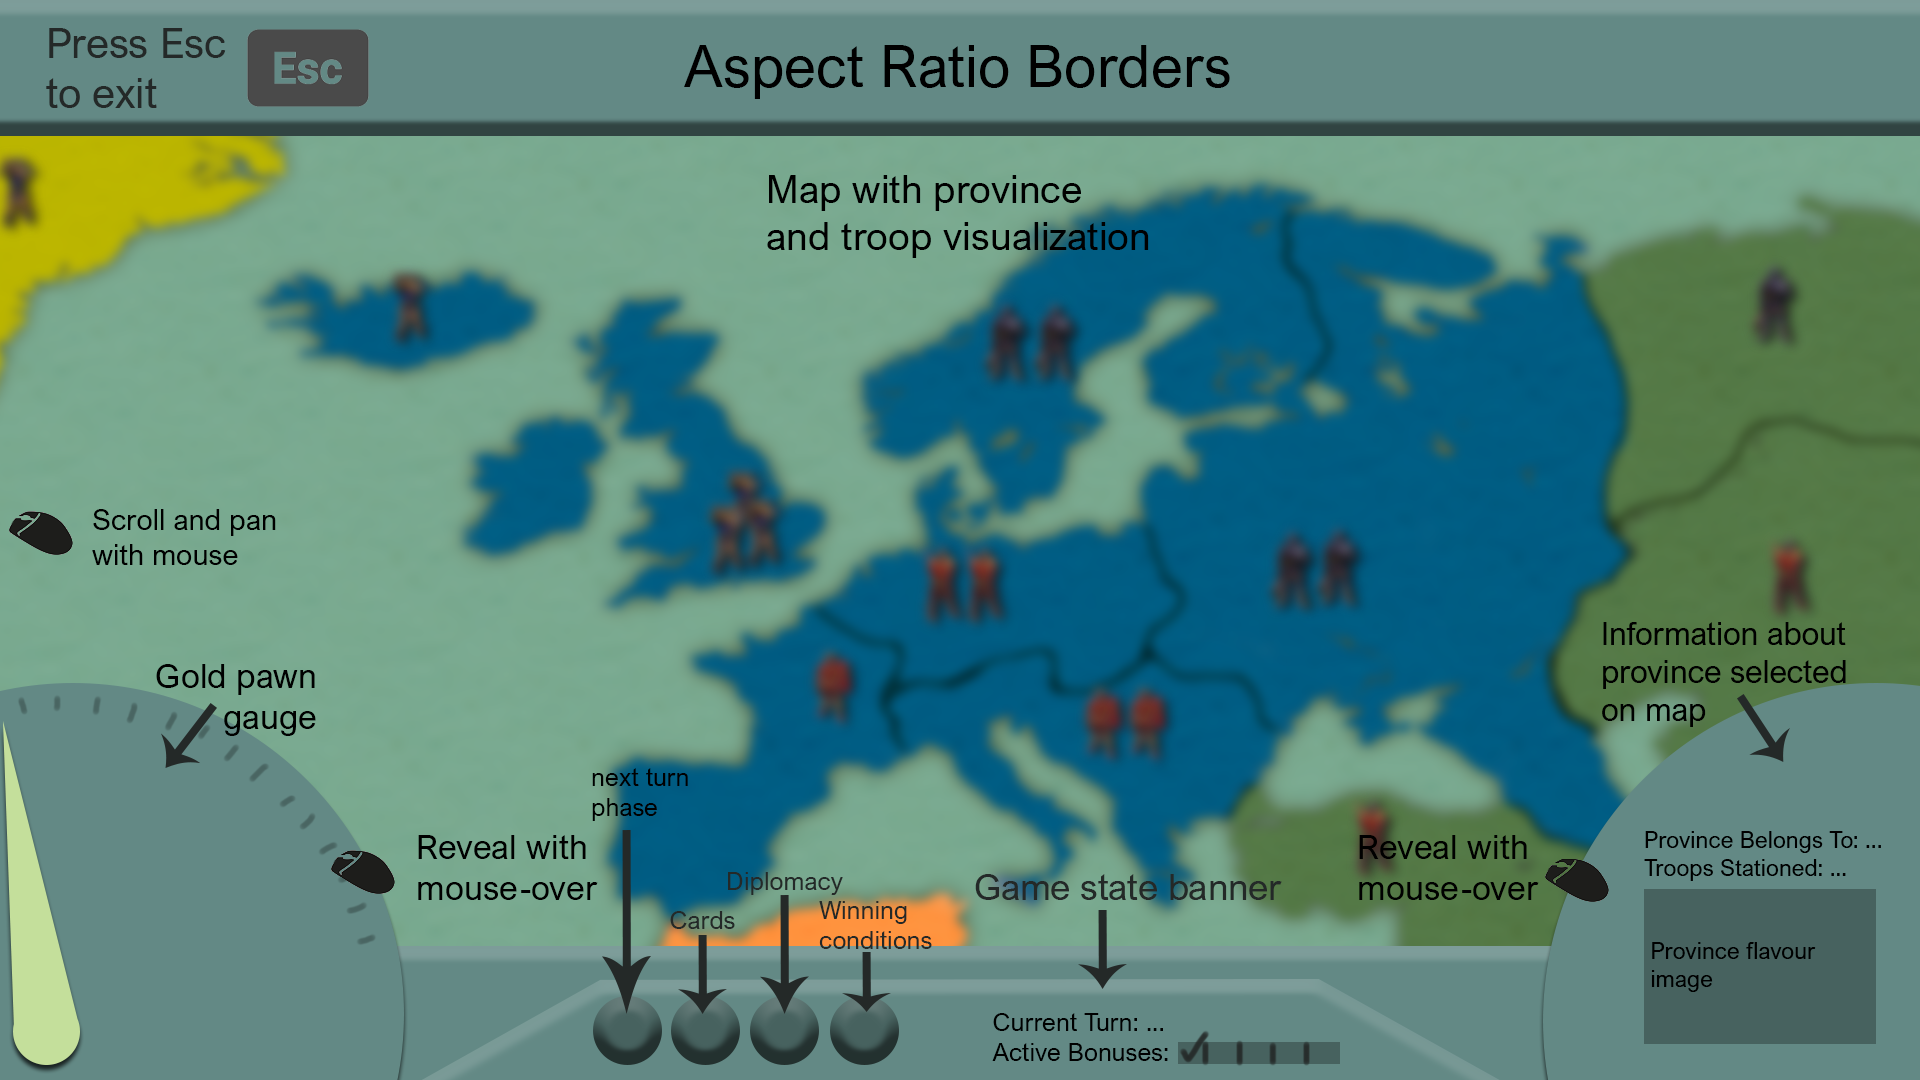 Press Esc
to exit
Esc
Aspect Ratio Borders
Map with province
and troop visualization
Scroll and pan
with mouse
Gold pawn
gauge
Information about
province selected
on map
next turn
phase
Reveal with
mouse-over
Diplomacy
Cards
Winning
conditions
Game state banner
Reveal with
mouse-over
Province Belongs To: ...
Troops Stationed: ...
Province flavour
image
Current Turn: ...
Active Bonuses: